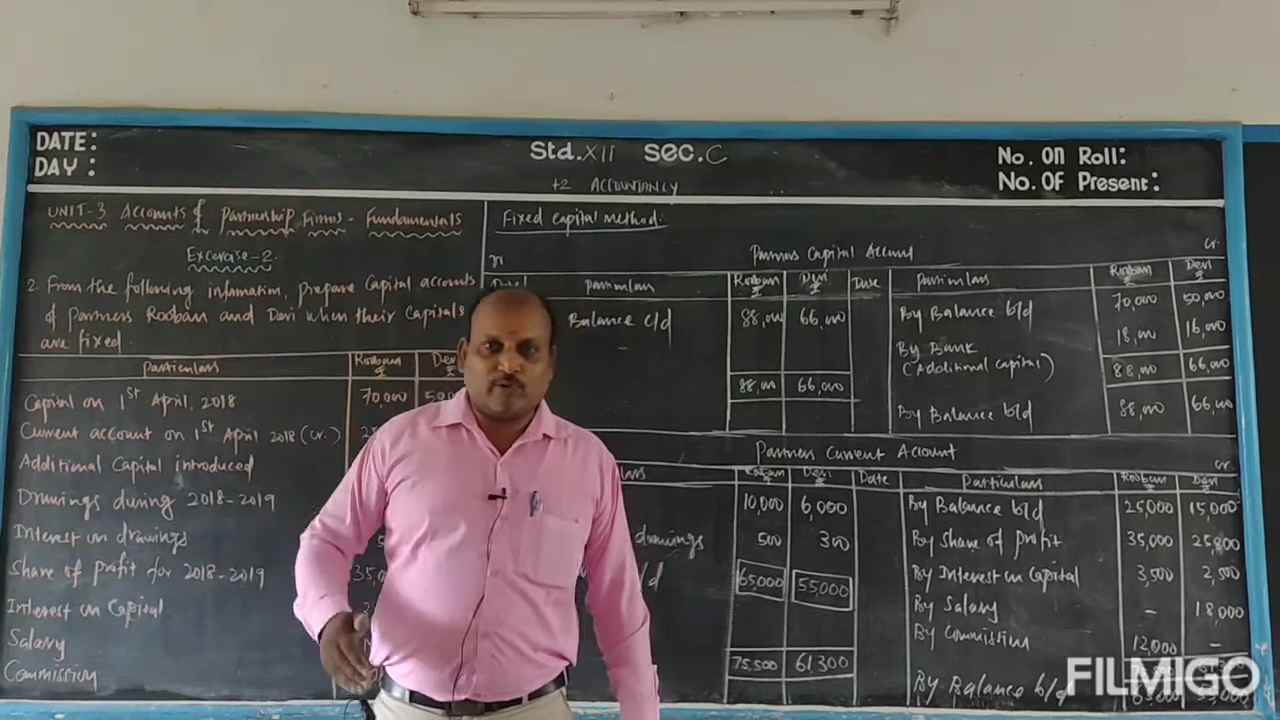 DATE:
DAY :
Std.XII SEC.C
No. On Roll:
No. OF Present:
+2 ACCOUNTANCY
UNIT-3 Accounts of Partnership Firms - Fundamentals
Excercise-2.
2. From the following information, prepare Capital accounts
of partners Rooban and Devi when their Capitals
are fixed.
Particulars Rooban ₹
Capital on 1st April, 2018 70,000
Current account on 1st April 2018 (cr.)
Additional Capital introduced
Drawings during 2018-2019
Interest on drawings
Share of profit for 2018-2019
Interest on Capital
Salary
Commission
Fixed Capital method:
Partners Capital Account
Cr.
Particulars Rooban ₹ Devi ₹ Date Particulars Rooban ₹ Devi ₹
Balance c/d 88,000 66,000 By Balance b/d 70,000 50,000
By Bank 18,000 16,000
(Additional capital)
88,000 66,000 88,000 66,000
By Balance b/d 88,000 66,000
Partners Current Account
Cr.
Rooban ₹ Devi ₹ Date Particulars Rooban ₹ Devi ₹
10,000 6,000 By Balance b/d 25,000 15,000
drawings 500 300 By Share of profit 35,000 25,800
65,000 55,000 By Interest on Capital 3,500 2,500
By Salary - 18,000
By Commission 12,000 -
75,500 61,300
By Balance b/d
FILMIGO